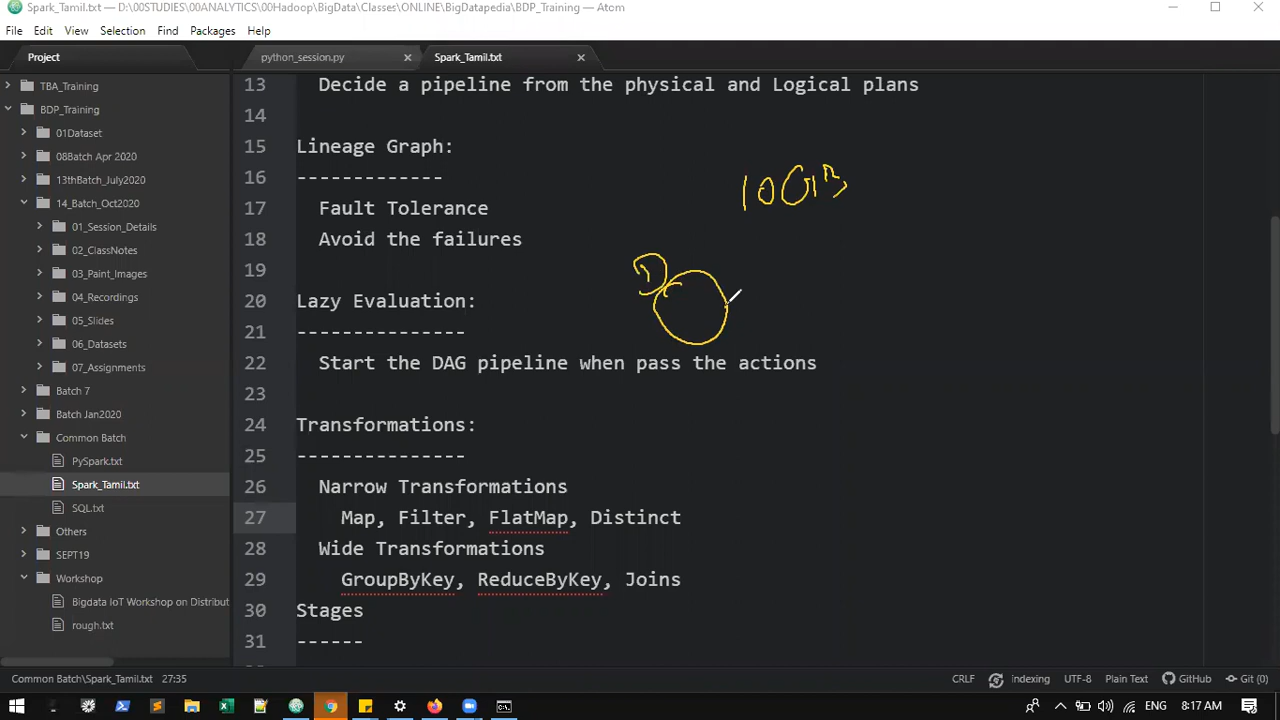 Spark_Tamil.txt — D:\00STUDIES\00ANALYTICS\00Hadoop\BigData\Classes\ONLINE\BigDatapedia\BDP_Training — Atom
File Edit View Selection Find Packages Help
Project
python_session.py
Spark_Tamil.txt
TBA_Training
BDP_Training
01Dataset
08Batch Apr 2020
13thBatch_July2020
14_Batch_Oct2020
01_Session_Details
02_ClassNotes
03_Paint_Images
04_Recordings
05_Slides
06_Datasets
07_Assignments
Batch 7
Batch Jan2020
Common Batch
PySpark.txt
Spark_Tamil.txt
SQL.txt
Others
SEPT19
Workshop
Bigdata IoT Workshop on Distribut
rough.txt
13 Decide a pipeline from the physical and Logical plans
14
15 Lineage Graph:
16 -------------
17 Fault Tolerance
18 Avoid the failures
19
20 Lazy Evaluation:
21 ---------------
22 Start the DAG pipeline when pass the actions
23
24 Transformations:
25 ---------------
26 Narrow Transformations
27 Map, Filter, FlatMap, Distinct
28 Wide Transformations
29 GroupByKey, ReduceByKey, Joins
30 Stages
31 ------
10GB
D
Common Batch\Spark_Tamil.txt 27:35
CRLF Indexing UTF-8 Plain Text GitHub Git (0)
ENG 8:17 AM